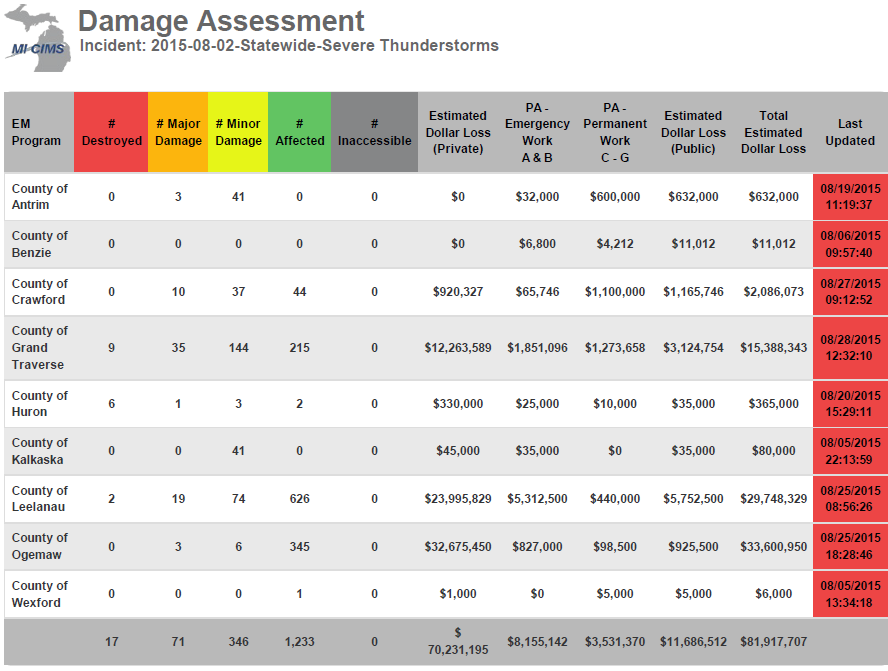 MI CIMS
Damage Assessment
Incident: 2015-08-02-Statewide-Severe Thunderstorms
EM Program # Destroyed # Major Damage # Minor Damage # Affected # Inaccessible Estimated Dollar Loss (Private) PA - Emergency Work A & B PA - Permanent Work C - G Estimated Dollar Loss (Public) Total Estimated Dollar Loss Last Updated
County of Antrim 0 3 41 0 0 $0 $32,000 $600,000 $632,000 $632,000 08/19/2015 11:19:37
County of Benzie 0 0 0 0 0 $0 $6,800 $4,212 $11,012 $11,012 08/06/2015 09:57:40
County of Crawford 0 10 37 44 0 $920,327 $65,746 $1,100,000 $1,165,746 $2,086,073 08/27/2015 09:12:52
County of Grand Traverse 9 35 144 215 0 $12,263,589 $1,851,096 $1,273,658 $3,124,754 $15,388,343 08/28/2015 12:32:10
County of Huron 6 1 3 2 0 $330,000 $25,000 $10,000 $35,000 $365,000 08/20/2015 15:29:11
County of Kalkaska 0 0 41 0 0 $45,000 $35,000 $0 $35,000 $80,000 08/05/2015 22:13:59
County of Leelanau 2 19 74 626 0 $23,995,829 $5,312,500 $440,000 $5,752,500 $29,748,329 08/25/2015 08:56:26
County of Ogemaw 0 3 6 345 0 $32,675,450 $827,000 $98,500 $925,500 $33,600,950 08/25/2015 18:28:46
County of Wexford 0 0 0 1 0 $1,000 $0 $5,000 $5,000 $6,000 08/05/2015 13:34:18
17 71 346 1,233 0 $ 70,231,195 $8,155,142 $3,531,370 $11,686,512 $81,917,707